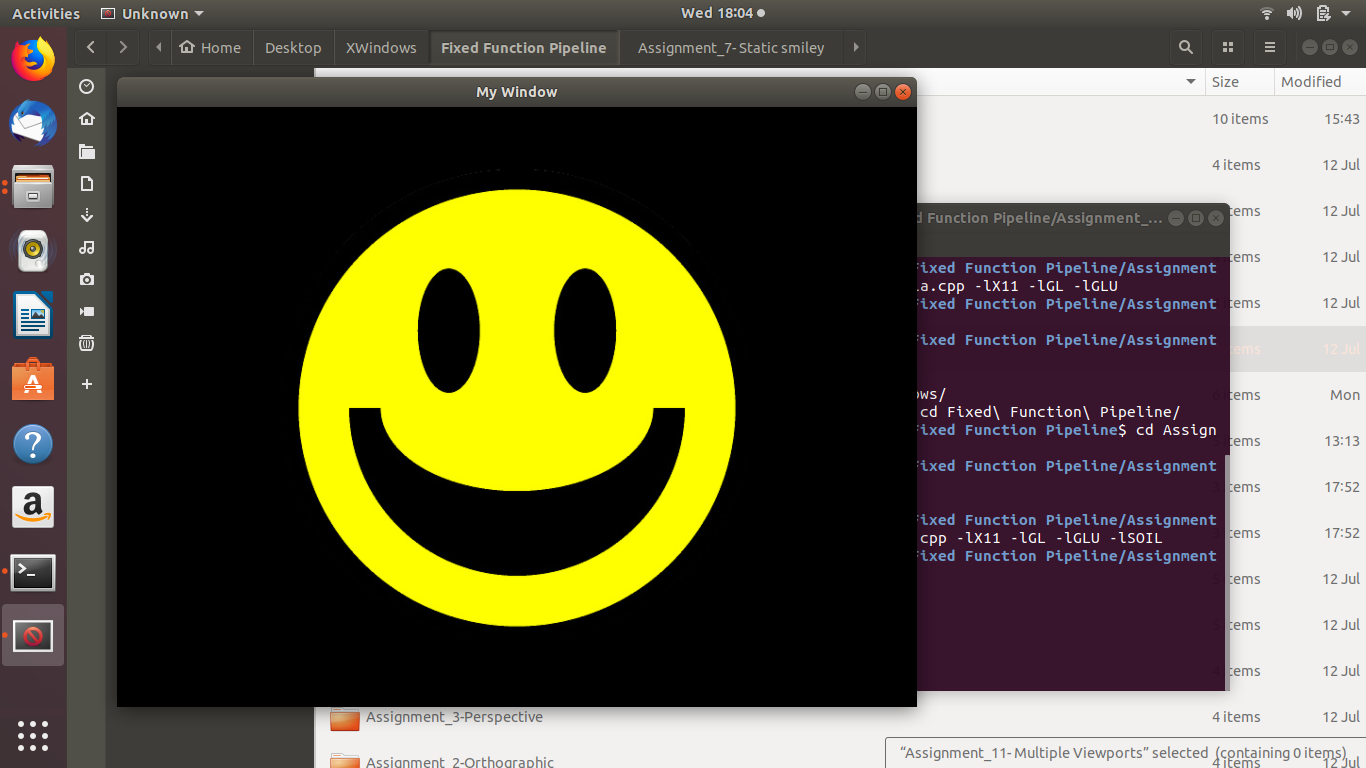 Activities Unknown Wed 18:04
Home Desktop XWindows Fixed Function Pipeline Assignment_7-Static smiley
Size Modified
My Window
10 items 15:43
4 items 12 Jul
12 Jul
d Function Pipeline/Assignment_...
items 12 Jul
Fixed Function Pipeline/Assignment
.cpp -lX11 -lGL -lGLU
Fixed Function Pipeline/Assignment
items 12 Jul
Fixed Function Pipeline/Assignment
items 12 Jul
ows/
items Mon
cd Fixed\ Function\ Pipeline/
Fixed Function Pipeline$ cd Assign
items 13:13
Fixed Function Pipeline/Assignment
items 17:52
Fixed Function Pipeline/Assignment
items 17:52
.cpp -lX11 -lGL -lGLU -lSOIL
Fixed Function Pipeline/Assignment
items 12 Jul
items 12 Jul
items 12 Jul
Assignment_3-Perspective 4 items 12 Jul
“Assignment_11-Multiple Viewports” selected (containing 0 items)
Assignment_2-Orthographic 4 items 12 Jul